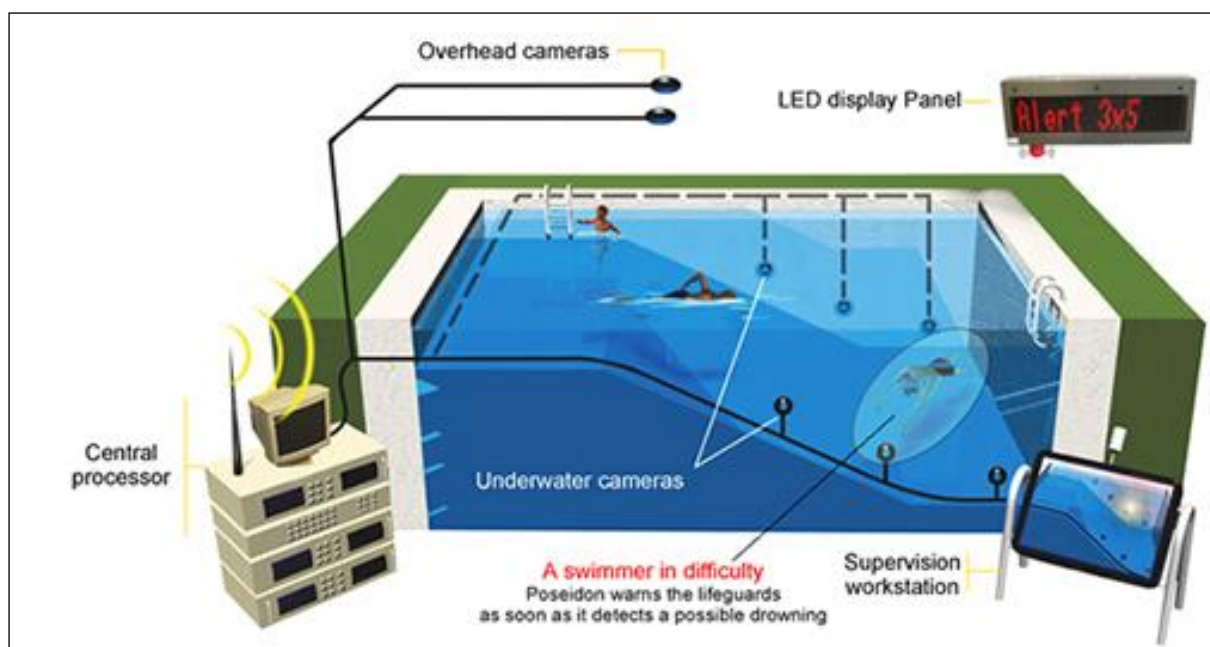 Overhead cameras
LED display Panel
Alert 3x5
Central
processor
Underwater cameras
A swimmer in difficulty
Poseidon warns the lifeguards
as soon as it detects a possible drowning
Supervision
workstation